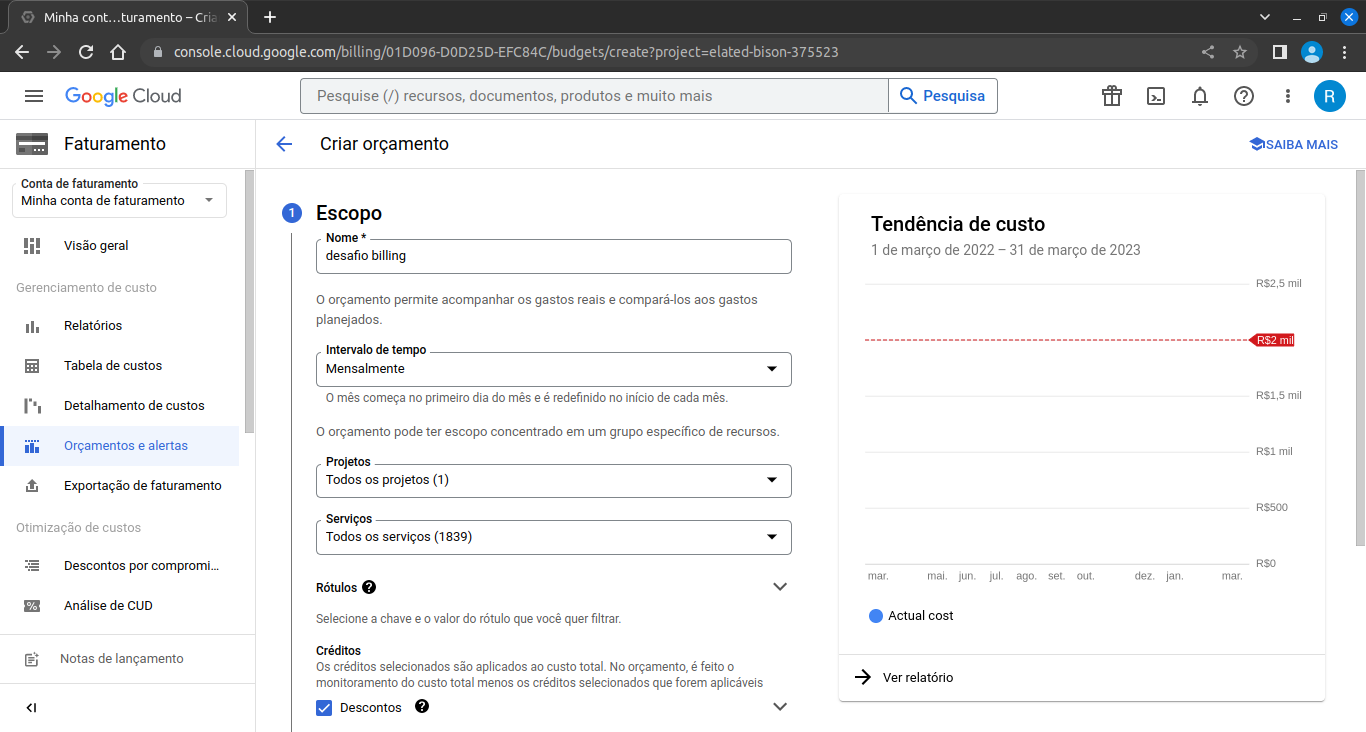 Minha cont…turamento – Cria
console.cloud.google.com/billing/01D096-D0D25D-EFC84C/budgets/create?project=elated-bison-375523
Google Cloud
Pesquise (/) recursos, documentos, produtos e muito mais
Pesquisa
R
Faturamento
Criar orçamento
SAIBA MAIS
Conta de faturamento
Minha conta de faturamento
Visão geral
Gerenciamento de custo
Relatórios
Tabela de custos
Detalhamento de custos
Orçamentos e alertas
Exportação de faturamento
Otimização de custos
Descontos por compromi…
Análise de CUD
Notas de lançamento
1 Escopo
Nome *
desafio billing
O orçamento permite acompanhar os gastos reais e compará-los aos gastos
planejados.
Intervalo de tempo
Mensalmente
O mês começa no primeiro dia do mês e é redefinido no início de cada mês.
O orçamento pode ter escopo concentrado em um grupo específico de recursos.
Projetos
Todos os projetos (1)
Serviços
Todos os serviços (1839)
Rótulos
Selecione a chave e o valor do rótulo que você quer filtrar.
Créditos
Os créditos selecionados são aplicados ao custo total. No orçamento, é feito o
monitoramento do custo total menos os créditos selecionados que forem aplicáveis
Descontos
Tendência de custo
1 de março de 2022 – 31 de março de 2023
R$2,5 mil
R$2 mil
R$1,5 mil
R$1 mil
R$500
R$0
mar. mai. jun. jul. ago. set. out. dez. jan. mar.
Actual cost
Ver relatório